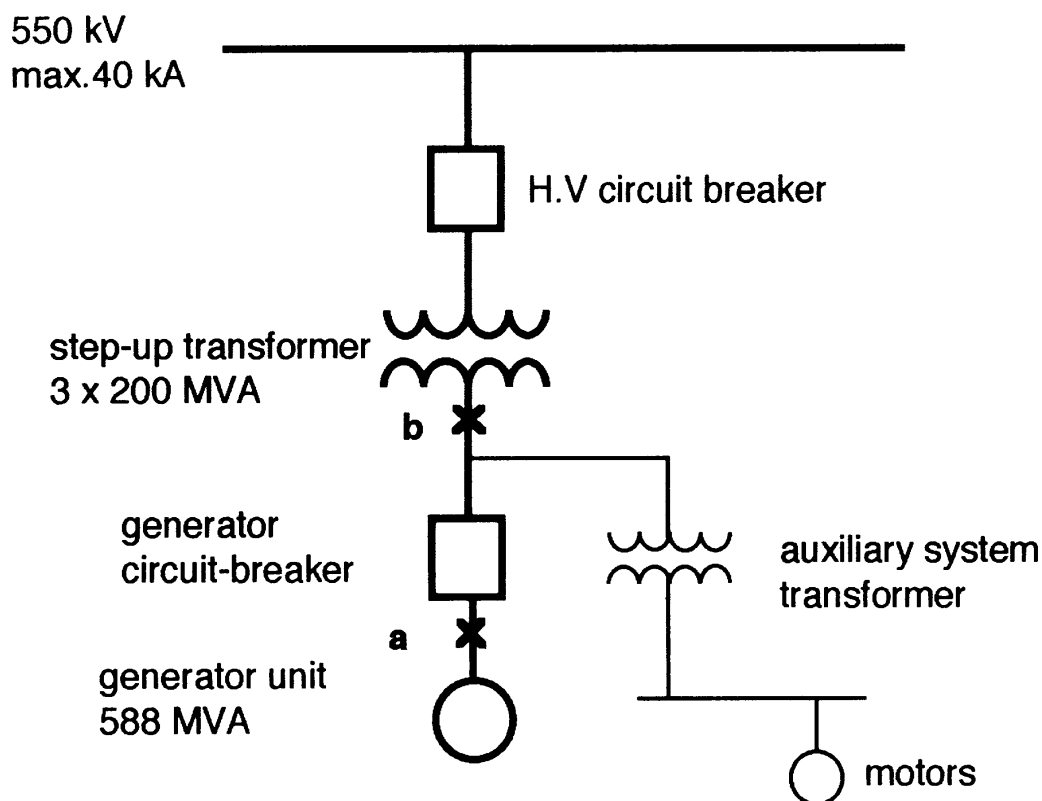 550 kV
max.40 kA
H.V circuit breaker
step-up transformer
3 x 200 MVA
b
generator
circuit-breaker
auxiliary system
transformer
a
generator unit
588 MVA
motors